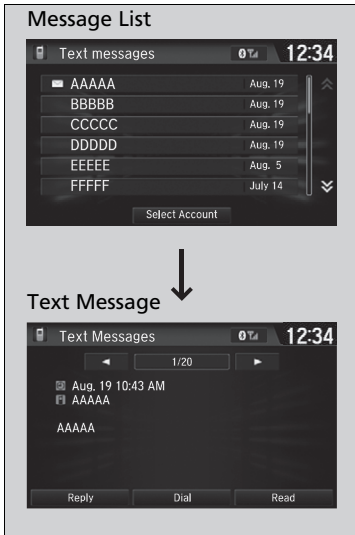 Message List
Text messages 12:34
AAAAA Aug. 19
BBBBB Aug. 19
CCCCC Aug. 19
DDDDD Aug. 19
EEEEE Aug. 5
FFFFF July 14
Select Account
Text Message
Text Messages 12:34
1/20
Aug. 19 10:43 AM
AAAAA
AAAAA
Reply Dial Read